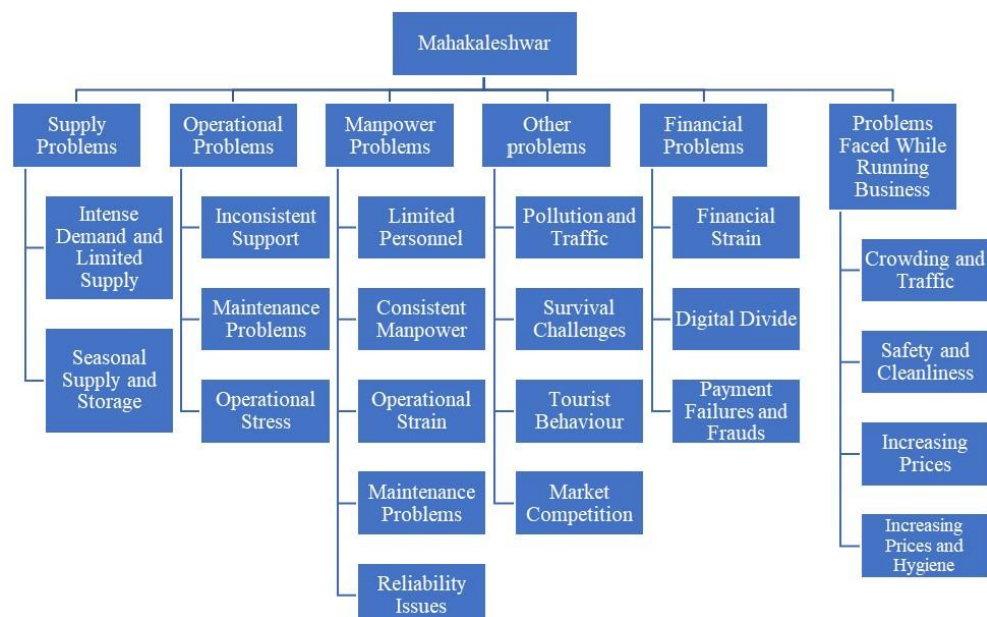 Mahakaleshwar
Supply
Problems
Intense
Demand and
Limited
Supply
Seasonal
Supply and
Storage
Operational
Problems
Inconsistent
Support
Maintenance
Problems
Operational
Stress
Manpower
Problems
Limited
Personnel
Consistent
Manpower
Operational
Strain
Maintenance
Problems
Reliability
Issues
Other
problems
Pollution and
Traffic
Survival
Challenges
Tourist
Behaviour
Market
Competition
Financial
Problems
Financial
Strain
Digital Divide
Payment
Failures and
Frauds
Problems
Faced While
Running
Business
Crowding and
Traffic
Safety and
Cleanliness
Increasing
Prices
Increasing
Prices and
Hygiene